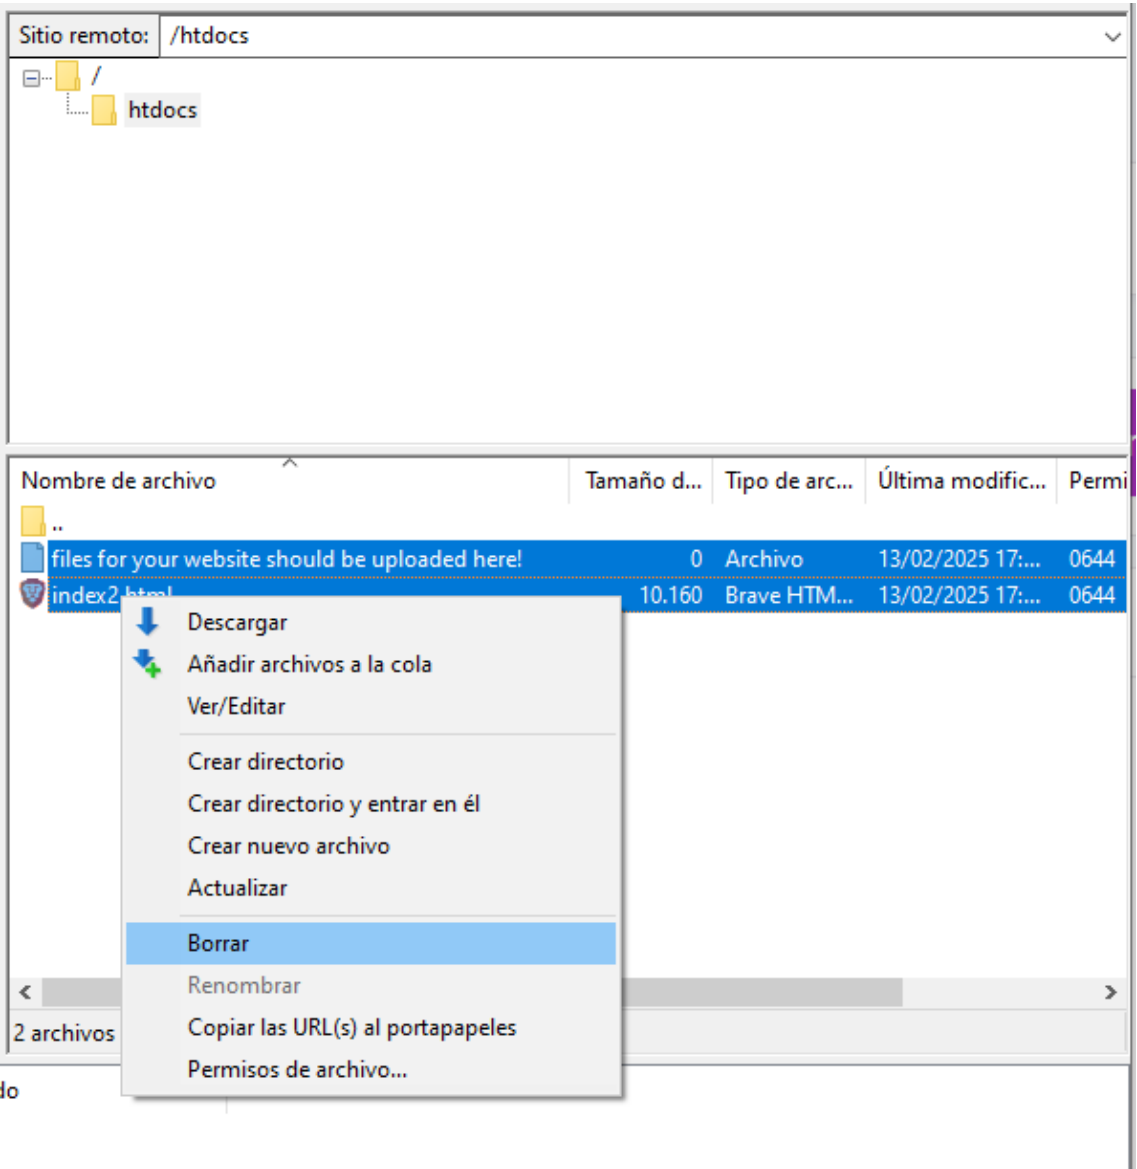 Sitio remoto: /htdocs
/
htdocs
Nombre de archivo Tamaño d... Tipo de arc... Última modific... Permi
..
files for your website should be uploaded here! 0 Archivo 13/02/2025 17:... 0644
index2.html 10.160 Brave HTM... 13/02/2025 17:... 0644
Descargar
Añadir archivos a la cola
Ver/Editar
Crear directorio
Crear directorio y entrar en él
Crear nuevo archivo
Actualizar
Borrar
Renombrar
Copiar las URL(s) al portapapeles
2 archivos
Permisos de archivo...
do